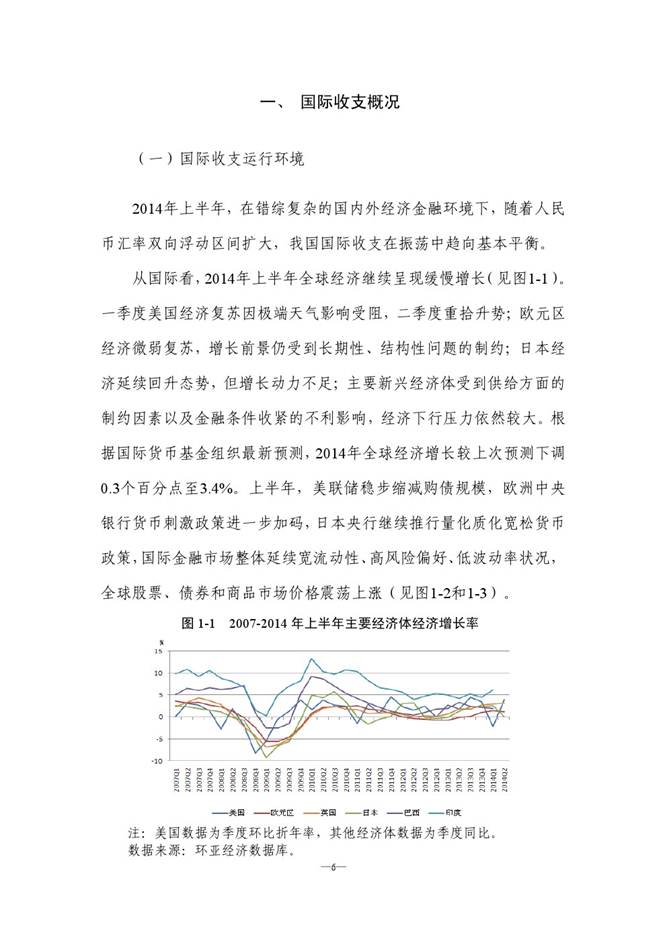 一、 国际收支概况
（一）国际收支运行环境
2014年上半年，在错综复杂的国内外经济金融环境下，随着人民
币汇率双向浮动区间扩大，我国国际收支在振荡中趋向基本平衡。
从国际看，2014年上半年全球经济继续呈现缓慢增长（见图1-1）。
一季度美国经济复苏因极端天气影响受阻，二季度重拾升势；欧元区
经济微弱复苏，增长前景仍受到长期性、结构性问题的制约；日本经
济延续回升态势，但增长动力不足；主要新兴经济体受到供给方面的
制约因素以及金融条件收紧的不利影响，经济下行压力依然较大。根
据国际货币基金组织最新预测，2014年全球经济增长较上次预测下调
0.3个百分点至3.4%。上半年，美联储稳步缩减购债规模，欧洲中央
银行货币刺激政策进一步加码，日本央行继续推行量化质化宽松货币
政策，国际金融市场整体延续宽流动性、高风险偏好、低波动率状况，
全球股票、债券和商品市场价格震荡上涨（见图1-2和1-3）。
图 1-1 2007-2014 年上半年主要经济体经济增长率
%
15
10
5
0
-5
-10
2007Q1 2007Q2 2007Q3 2007Q4 2008Q1 2008Q2 2008Q3 2008Q4 2009Q1 2009Q2 2009Q3 2009Q4 2010Q1 2010Q2 2010Q3 2010Q4 2011Q1 2011Q2 2011Q3 2011Q4 2012Q1 2012Q2 2012Q3 2012Q4 2013Q1 2013Q2 2013Q3 2013Q4 2014Q1 2014Q2
美国 欧元区 英国 日本 巴西 印度
注：美国数据为季度环比折年率，其他经济体数据为季度同比。
数据来源：环亚经济数据库。
—6—